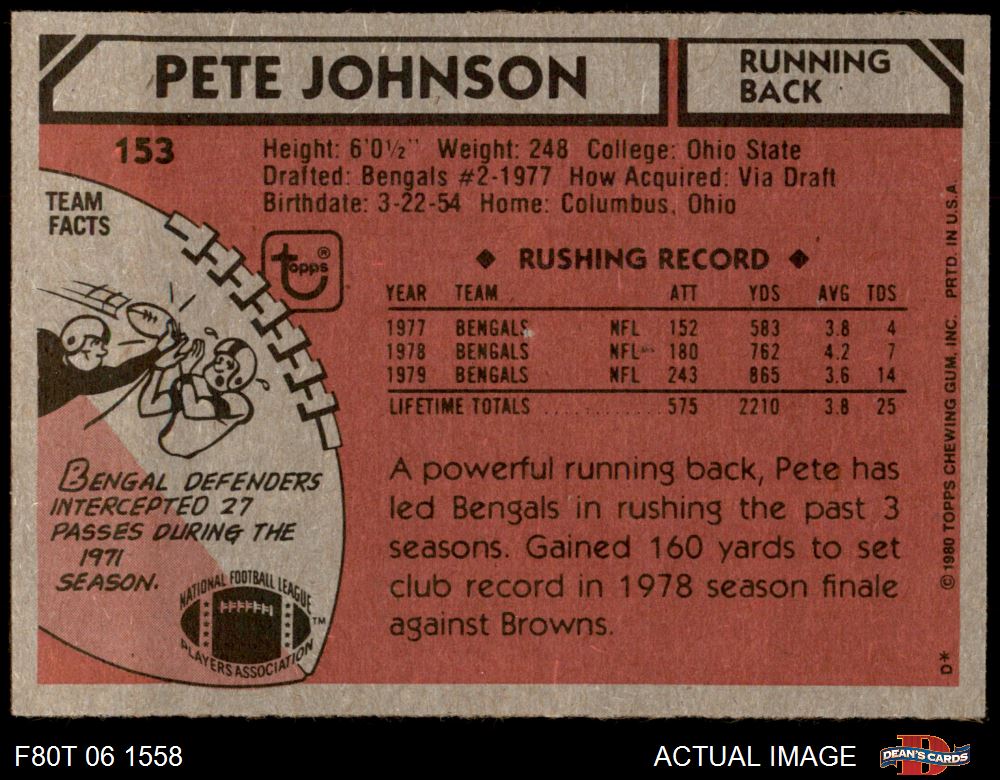 PETE JOHNSON
RUNNING
BACK
153
Height: 6'0½" Weight: 248 College: Ohio State
Drafted: Bengals #2-1977 How Acquired: Via Draft
Birthdate: 3-22-54 Home: Columbus, Ohio
TEAM
FACTS
topps®
◆ RUSHING RECORD ◆
YEAR TEAM ATT YDS AVG TDS
1977 BENGALS NFL 152 583 3.8 4
1978 BENGALS NFL 180 762 4.2 7
1979 BENGALS NFL 243 865 3.6 14
LIFETIME TOTALS ............ 575 2210 3.8 25
BENGAL DEFENDERS
INTERCEPTED 27
PASSES DURING THE
1971
SEASON.
NATIONAL FOOTBALL LEAGUE
PLAYERS ASSOCIATION
TM
A powerful running back, Pete has
led Bengals in rushing the past 3
seasons. Gained 160 yards to set
club record in 1978 season finale
against Browns.
D* © 1980 TOPPS CHEWING GUM, INC. PRTD. IN U.S.A.
F80T 06 1558
ACTUAL IMAGE
DEAN'S CARDS